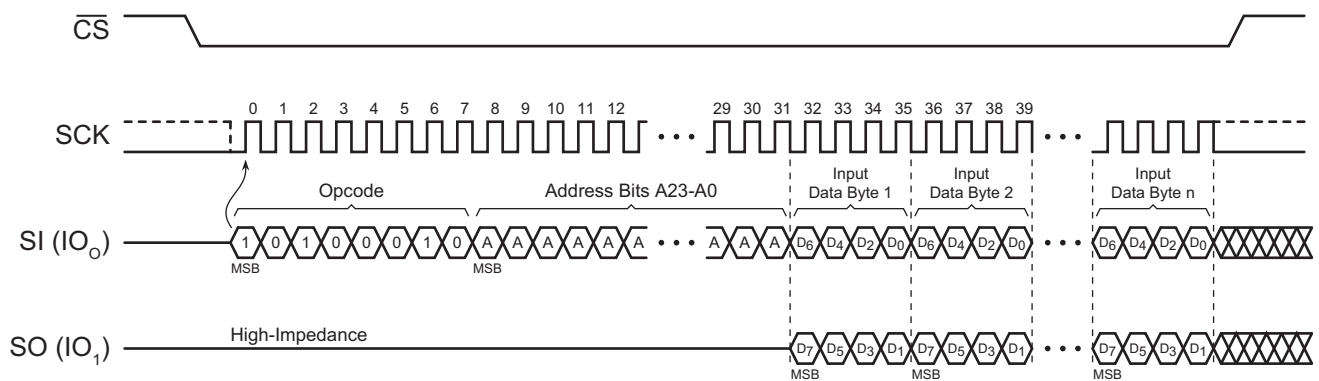 CS
0 1 2 3 4 5 6 7 8 9 10 11 12 29 30 31 32 33 34 35 36 37 38 39
SCK
Opcode Address Bits A23-A0 Input Data Byte 1 Input Data Byte 2 Input Data Byte n
SI (IO0) 1 0 1 0 0 0 1 0 A A A A A A A A A D6 D4 D2 D0 D6 D4 D2 D0 D6 D4 D2 D0
MSB MSB
High-Impedance
SO (IO1) D7 D5 D3 D1 D7 D5 D3 D1 D7 D5 D3 D1
MSB MSB MSB